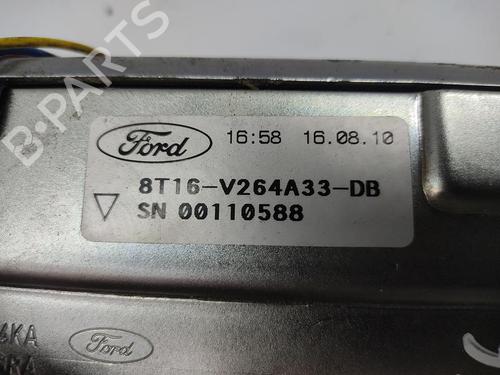 B-PARTS
Ford 16:58 16.08.10
8T16-V264A33-DB
SN 00110588
Ford